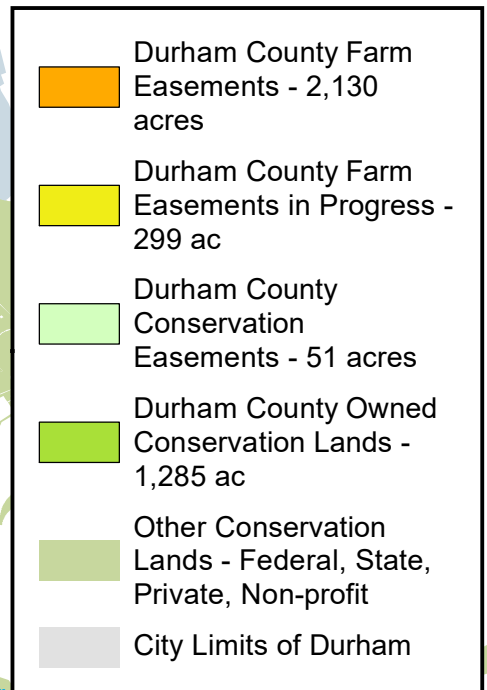 Durham County Farm
Easements - 2,130
acres
Durham County Farm
Easements in Progress -
299 ac
Durham County
Conservation
Easements - 51 acres
Durham County Owned
Conservation Lands -
1,285 ac
Other Conservation
Lands - Federal, State,
Private, Non-profit
City Limits of Durham